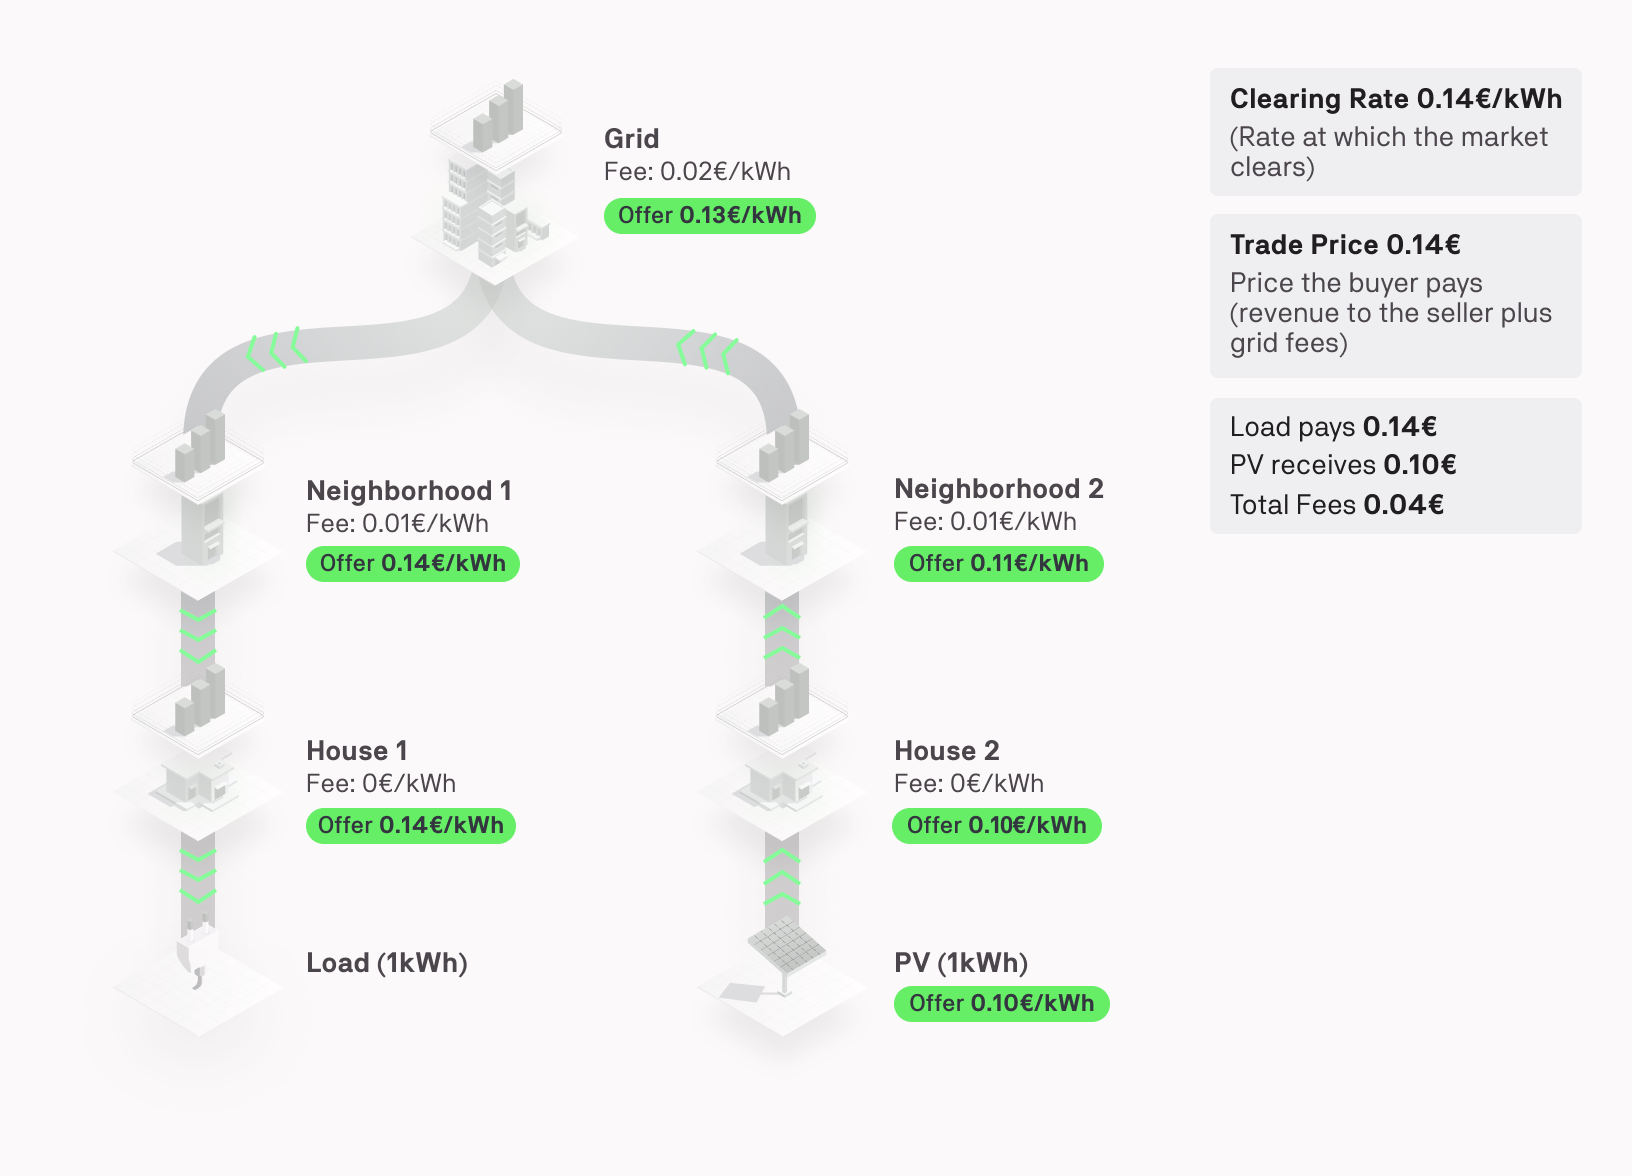 Grid
Fee: 0.02€/kWh
Offer 0.13€/kWh
Neighborhood 1
Fee: 0.01€/kWh
Offer 0.14€/kWh
Neighborhood 2
Fee: 0.01€/kWh
Offer 0.11€/kWh
House 1
Fee: 0€/kWh
Offer 0.14€/kWh
House 2
Fee: 0€/kWh
Offer 0.10€/kWh
Load (1kWh)
PV (1kWh)
Offer 0.10€/kWh
Clearing Rate 0.14€/kWh
(Rate at which the market
clears)
Trade Price 0.14€
Price the buyer pays
(revenue to the seller plus
grid fees)
Load pays 0.14€
PV receives 0.10€
Total Fees 0.04€